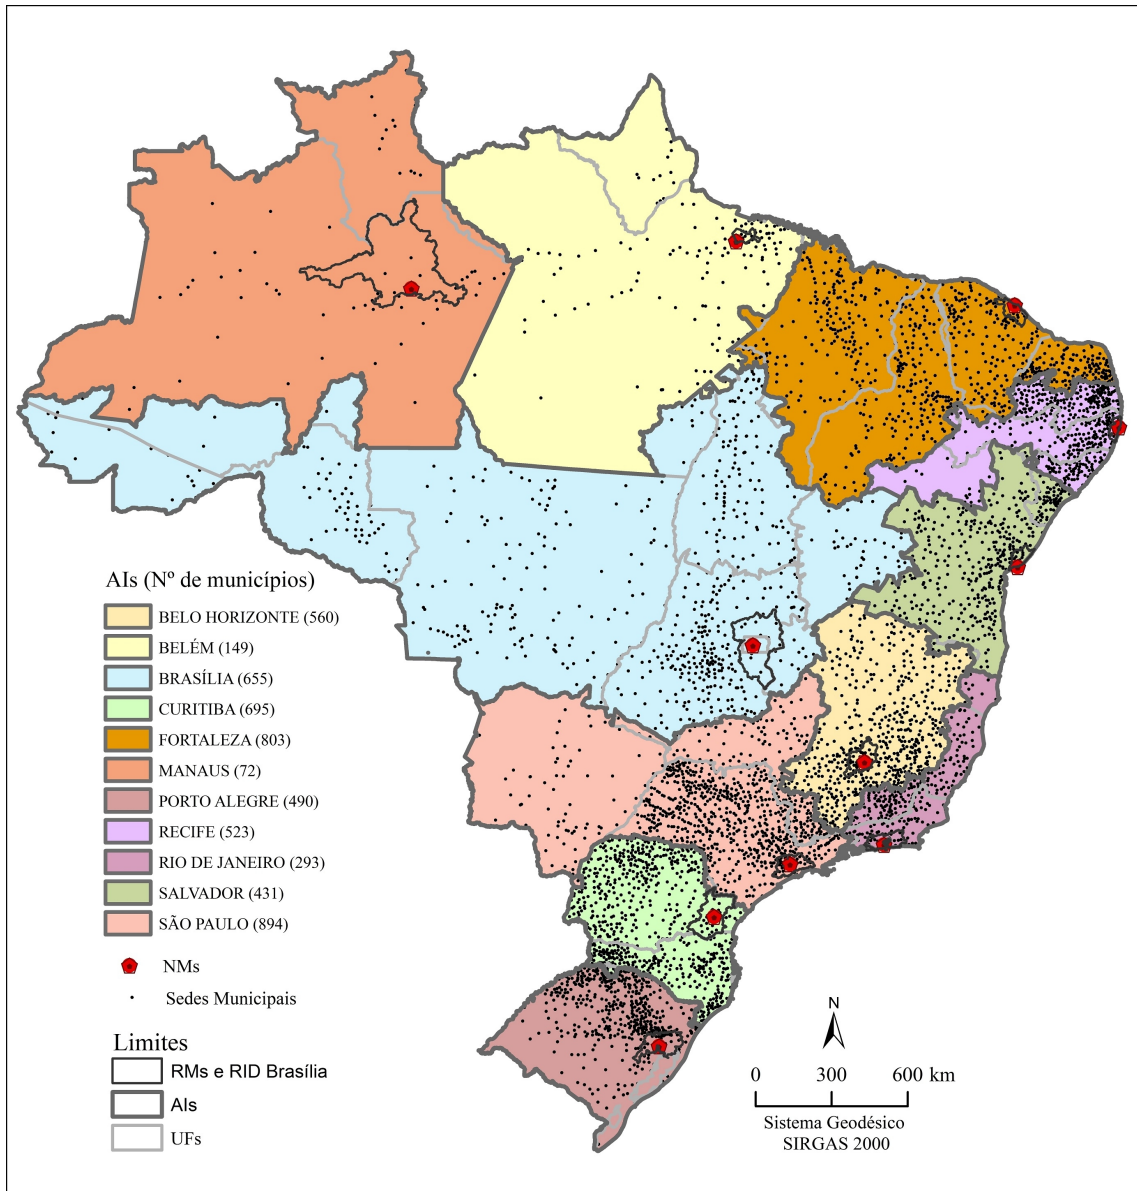 AIs (Nº de municípios)
BELO HORIZONTE (560)
BELÉM (149)
BRASÍLIA (655)
CURITIBA (695)
FORTALEZA (803)
MANAUS (72)
PORTO ALEGRE (490)
RECIFE (523)
RIO DE JANEIRO (293)
SALVADOR (431)
SÃO PAULO (894)
NMs
Sedes Municipais
Limites
RMs e RID Brasília
AIs
UFs
N
0 300 600 km
Sistema Geodésico
SIRGAS 2000